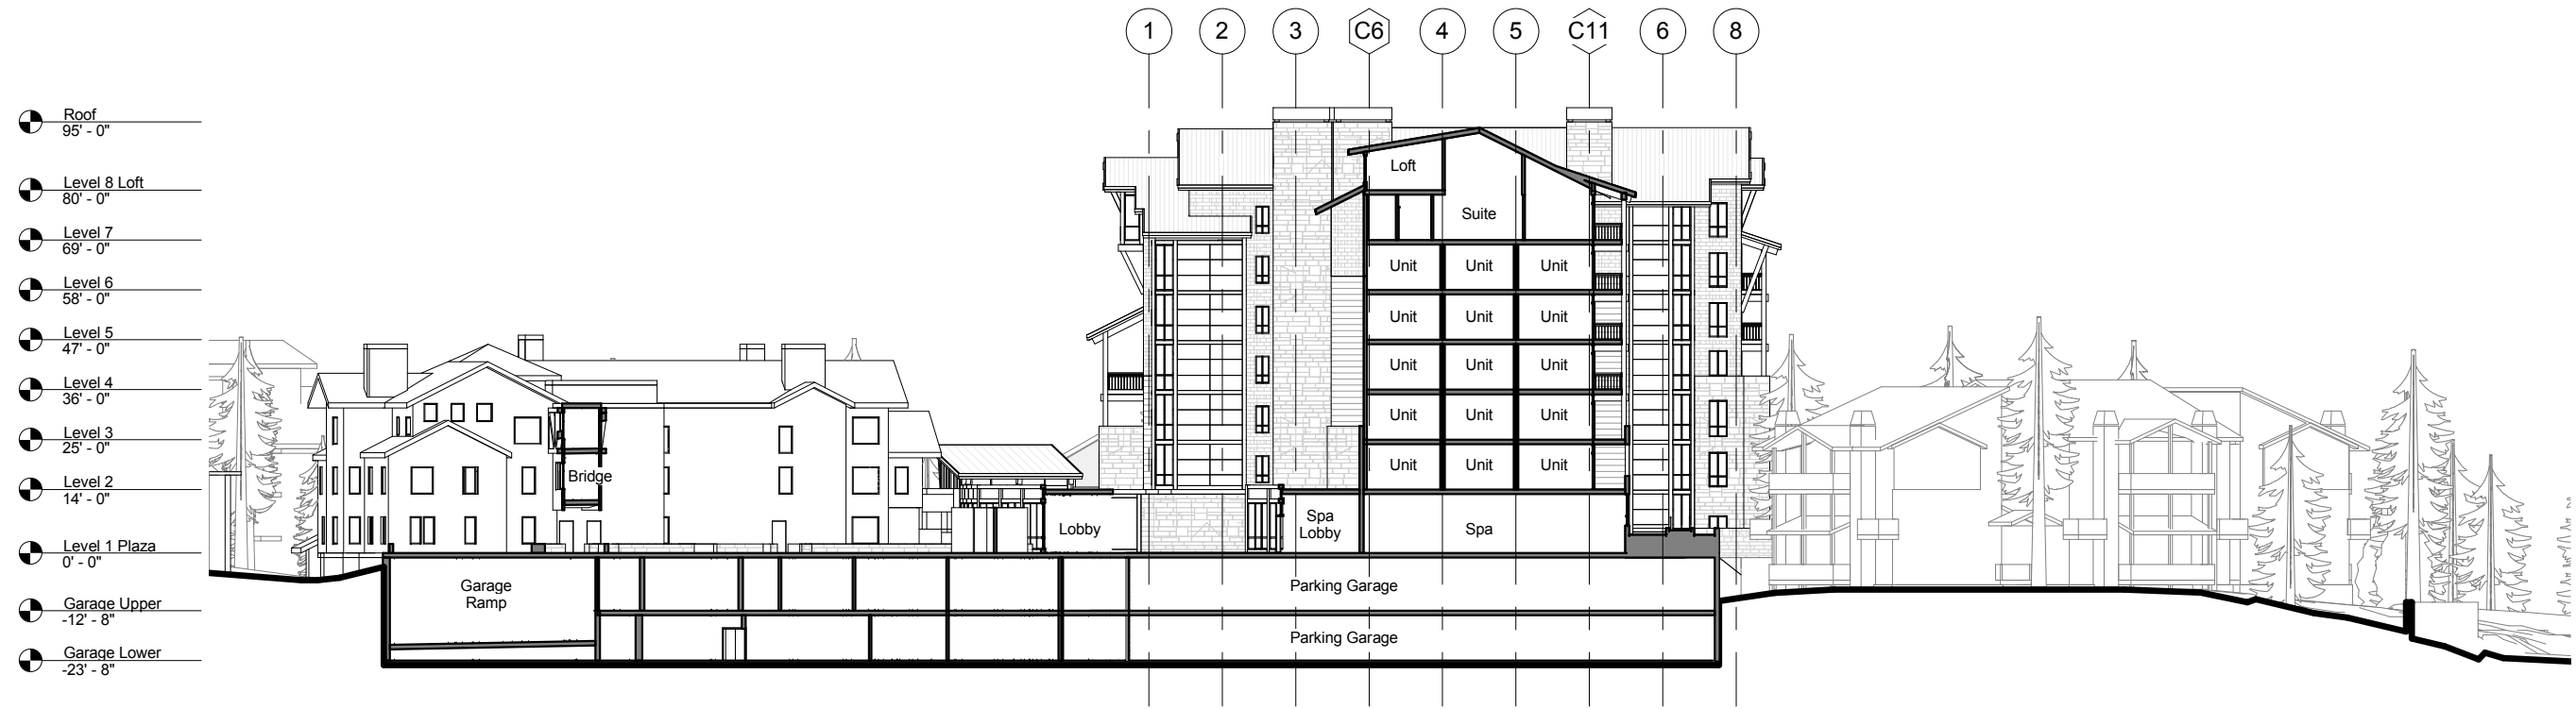 1 2 3 C6 4 5 C11 6 8
Roof
95' - 0"
Level 8 Loft
80' - 0"
Level 7
69' - 0"
Level 6
58' - 0"
Level 5
47' - 0"
Level 4
36' - 0"
Level 3
25' - 0"
Level 2
14' - 0"
Level 1 Plaza
0' - 0"
Garage Upper
-12' - 8"
Garage Lower
-23' - 8"
Loft
Suite
Unit Unit Unit
Unit Unit Unit
Unit Unit Unit
Unit Unit Unit
Unit Unit Unit
Bridge
Lobby
Spa
Lobby
Spa
Garage
Ramp
Parking Garage
Parking Garage